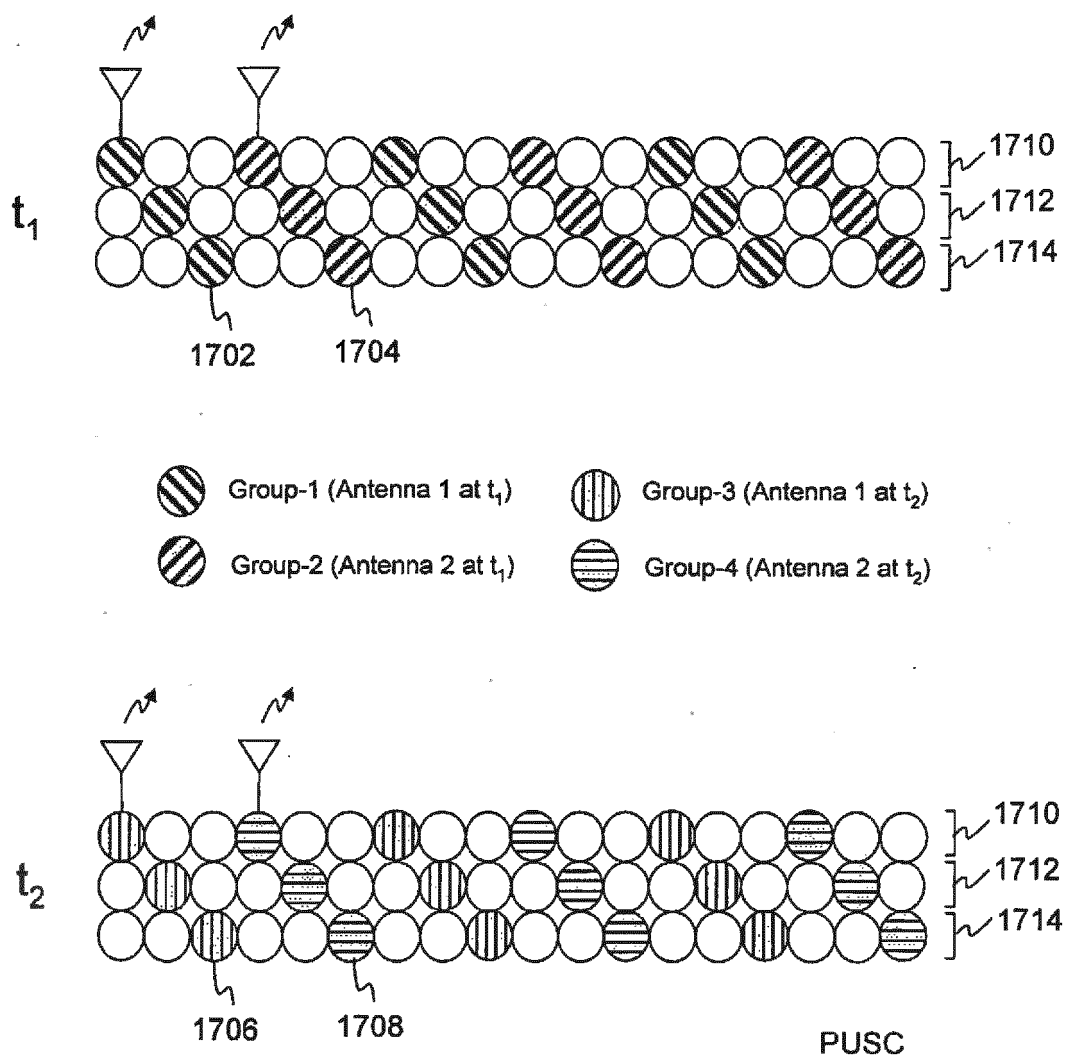 1710
1712
t1
1714
1702 1704
Group-1 (Antenna 1 at t1) Group-3 (Antenna 1 at t2)
Group-2 (Antenna 2 at t1) Group-4 (Antenna 2 at t2)
1710
1712
t2
1714
1706 1708
PUSC